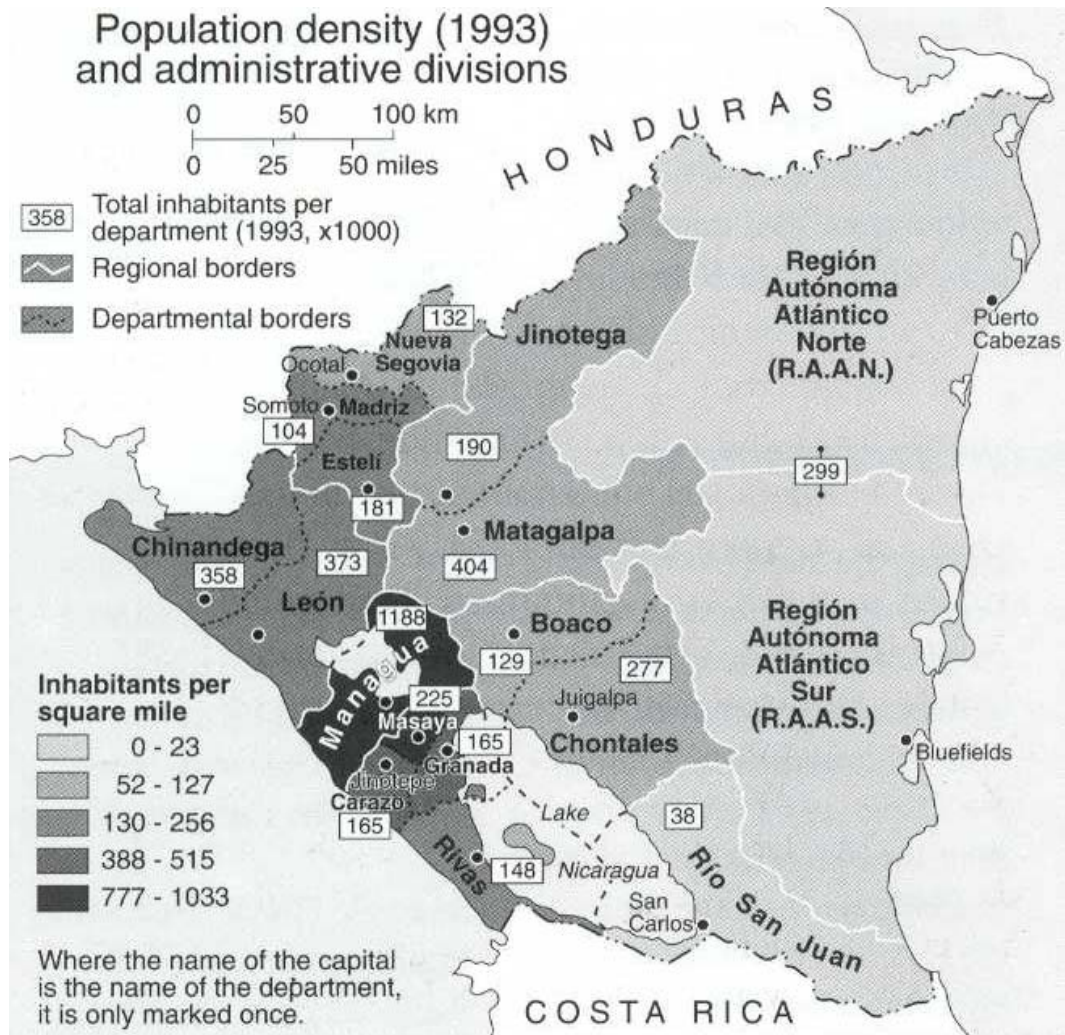 Population density (1993)
and administrative divisions
0 50 100 km
0 25 50 miles
358 Total inhabitants per
department (1993, x1000)
Regional borders
Departmental borders
HONDURAS
Región
Autónoma
Atlántico
Norte
(R.A.A.N.)
Puerto
Cabezas
132
Nueva
Segovia
Jinotega
Ocotal
Somoto
Madriz
104
190
Estelí
181
299
Matagalpa
404
Chinandega
358
373
León
1188
Boaco
129
277
Región
Autónoma
Atlántico
Sur
(R.A.A.S.)
Managua
225
Masaya
165
Granada
Juigalpa
Chontales
Bluefields
Jinotepe
Carazo
165
Rivas
148
Lake
Nicaragua
38
San
Carlos
Río San Juan
COSTA RICA
Inhabitants per
square mile
0 - 23
52 - 127
130 - 256
388 - 515
777 - 1033
Where the name of the capital
is the name of the department,
it is only marked once.